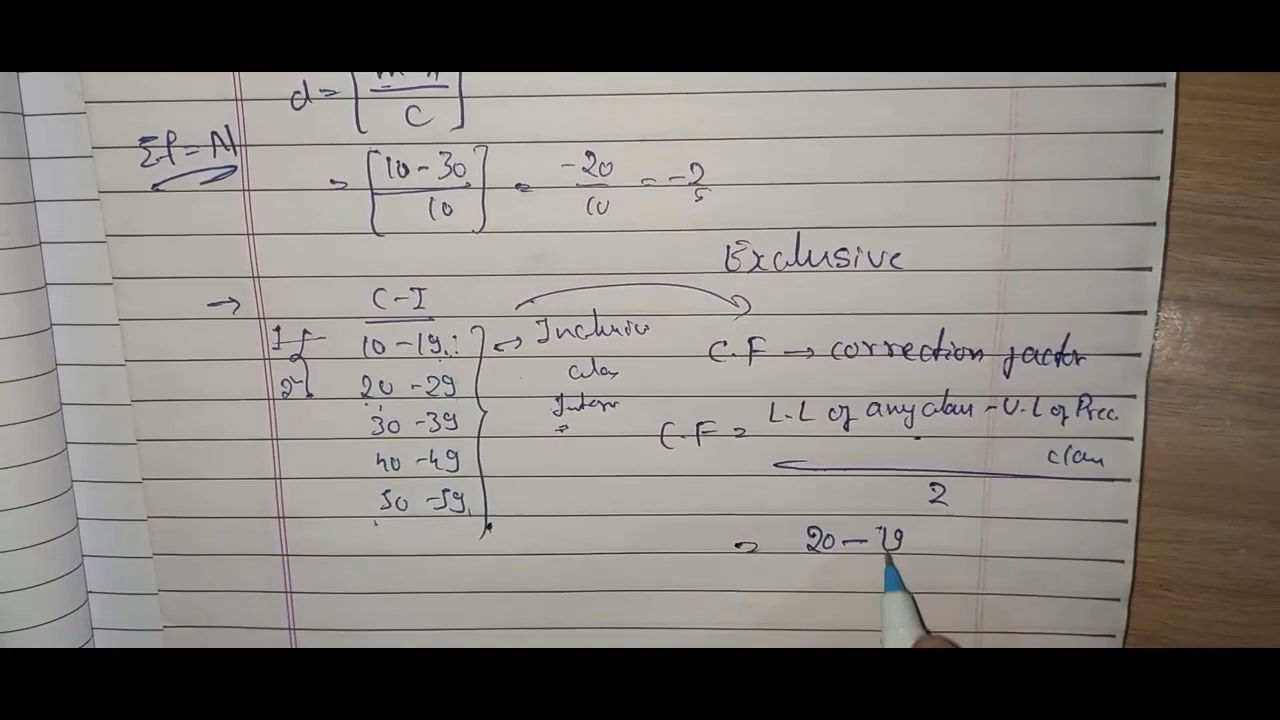 d =
C
Σf = N
= [10 - 30 = -20 = -2
10 10
Exclusive
→ C-I
10 - 19 → Inclusive
C.F → correction factor
20 - 29
30 - 39
L.L of any class - U.L of Prec.
C.F =
class
40 - 49
2
50 - 59
= 20 - 19